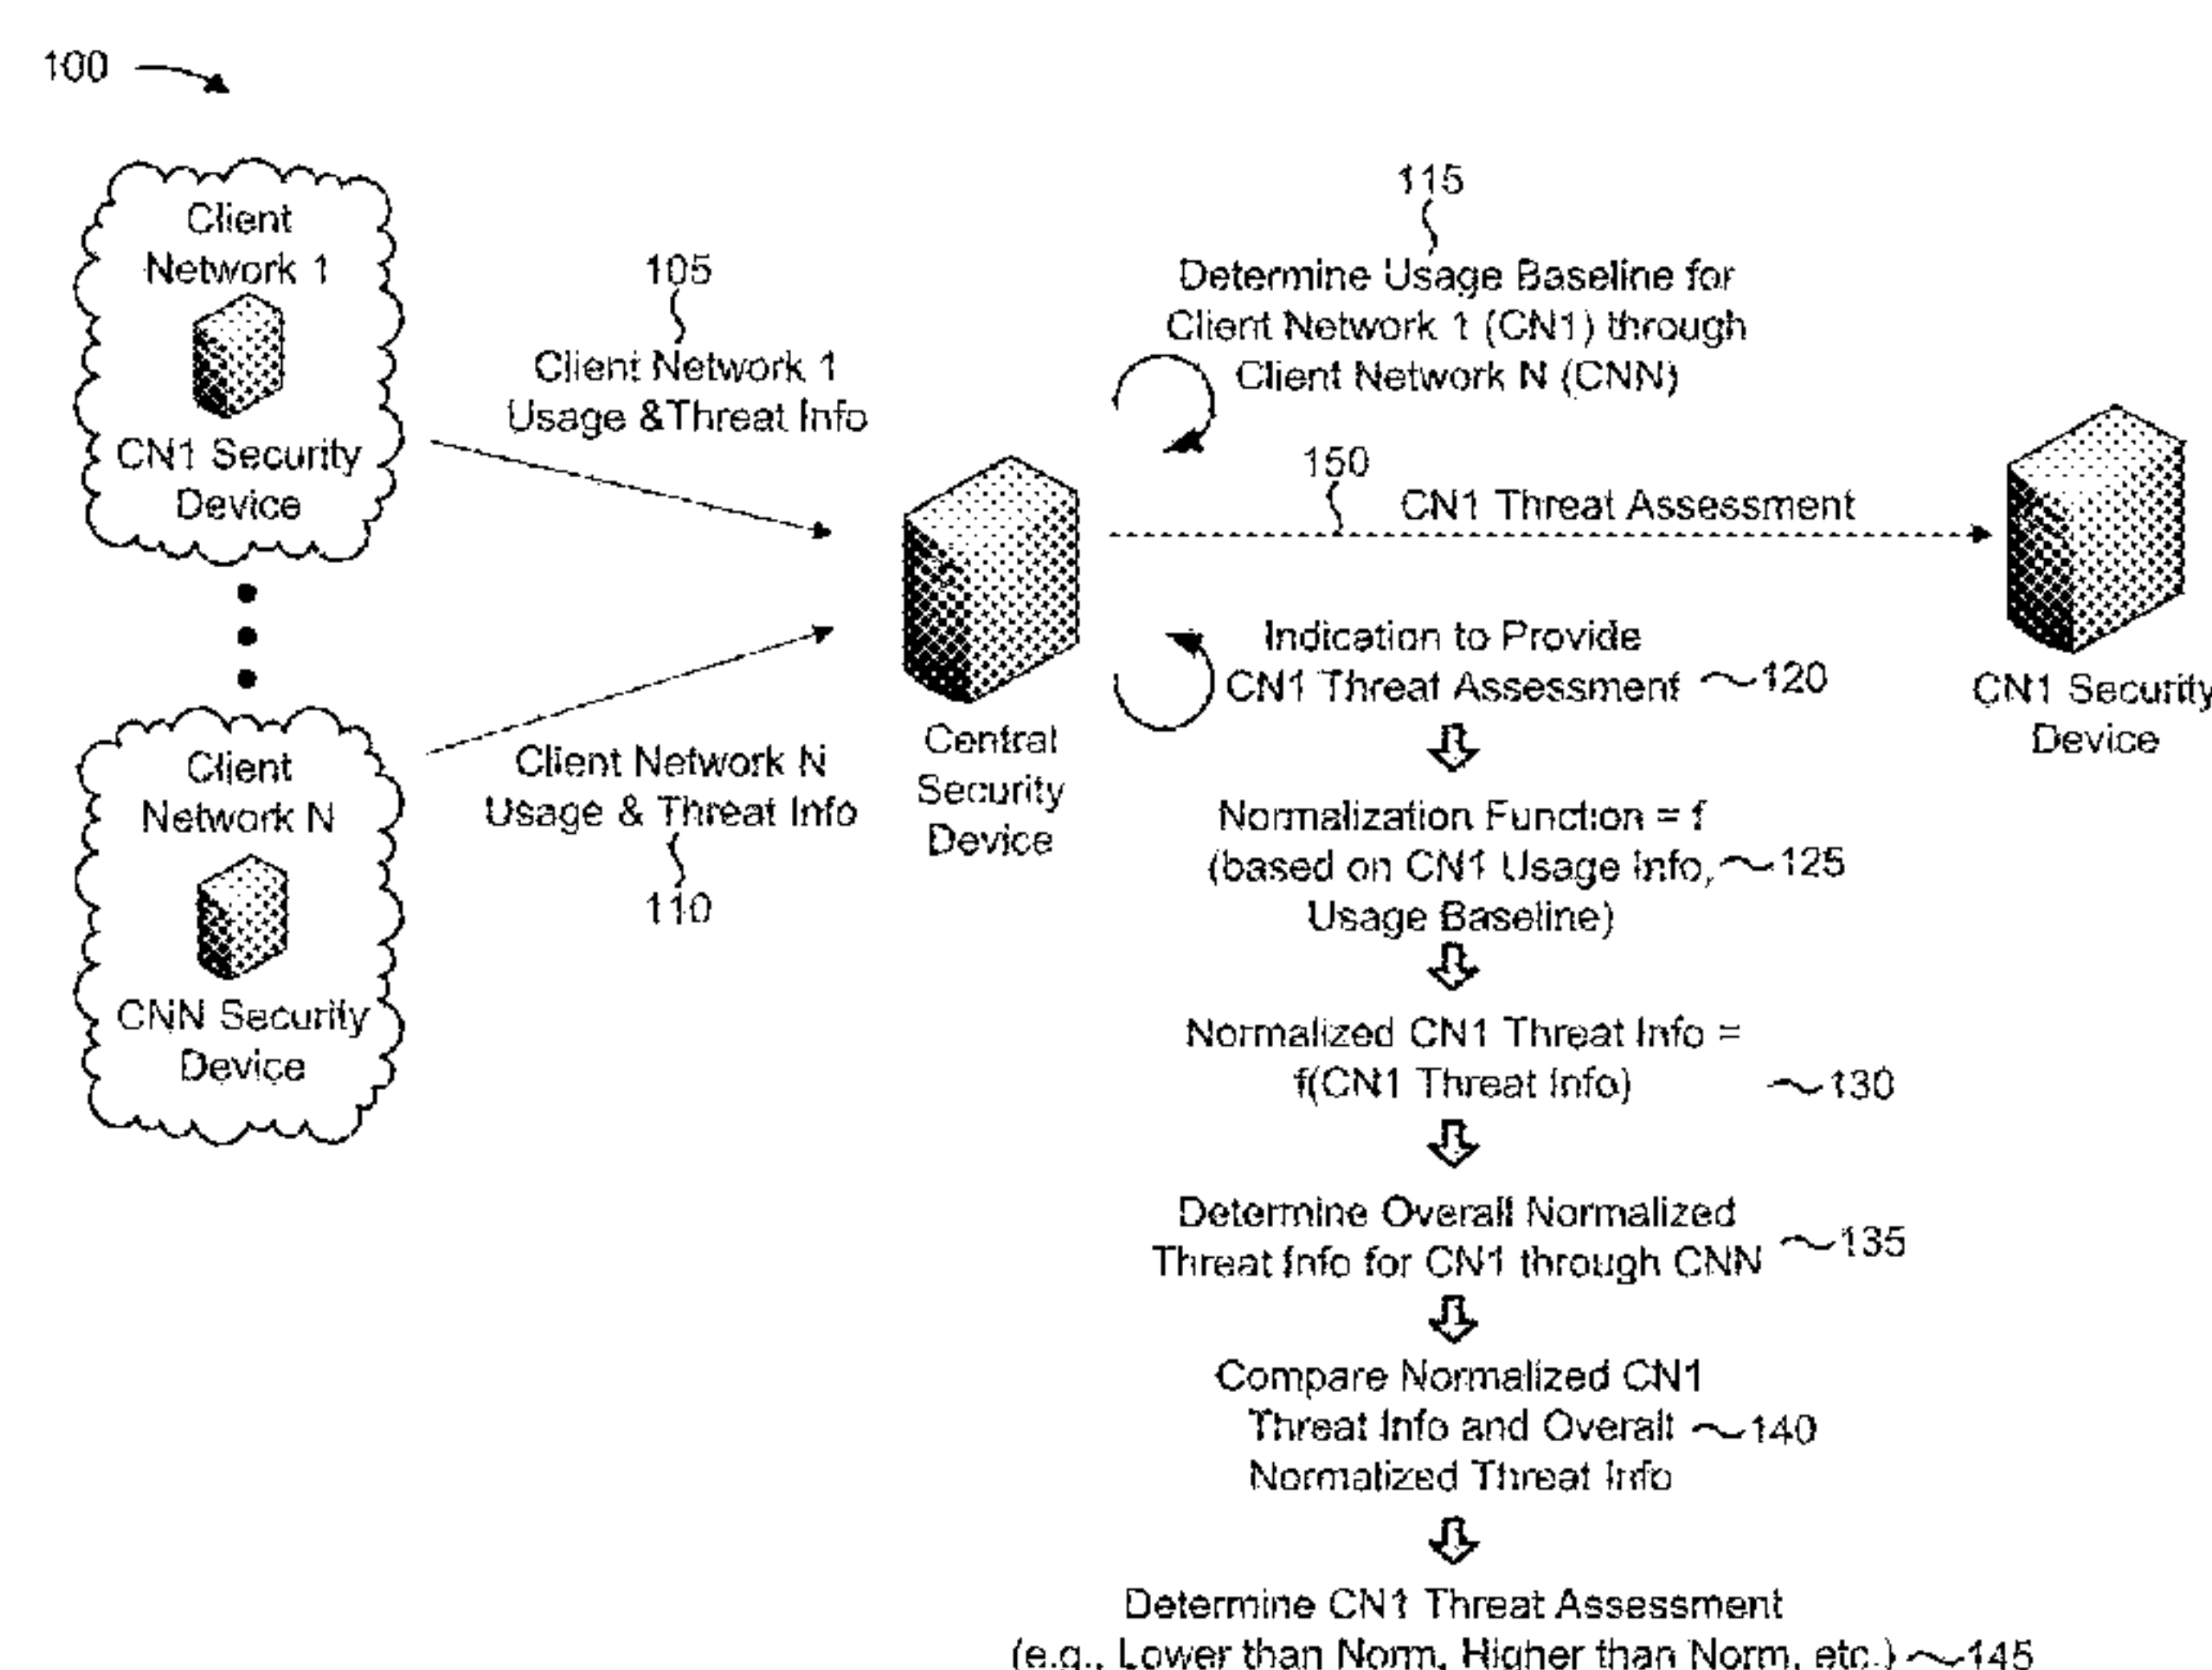 100
Client
Network 1
CN1 Security
Device
105
Client Network 1
Usage &Threat Info
Client
Network N
CNN Security
Device
Client Network N
Usage & Threat Info
110
Central
Security
Device
115
Determine Usage Baseline for
Client Network 1 (CN1) through
Client Network N (CNN)
150
CN1 Threat Assessment
CN1 Security
Device
Indication to Provide
CN1 Threat Assessment 120
Normalization Function = f
(based on CN1 Usage Info, 125
Usage Baseline)
Normalized CN1 Threat Info =
f(CN1 Threat Info) 130
Determine Overall Normalized
Threat Info for CN1 through CNN 135
Compare Normalized CN1
Threat Info and Overall 140
Normalized Threat Info
Determine CN1 Threat Assessment
(e.g., Lower than Norm, Higher than Norm, etc.) 145